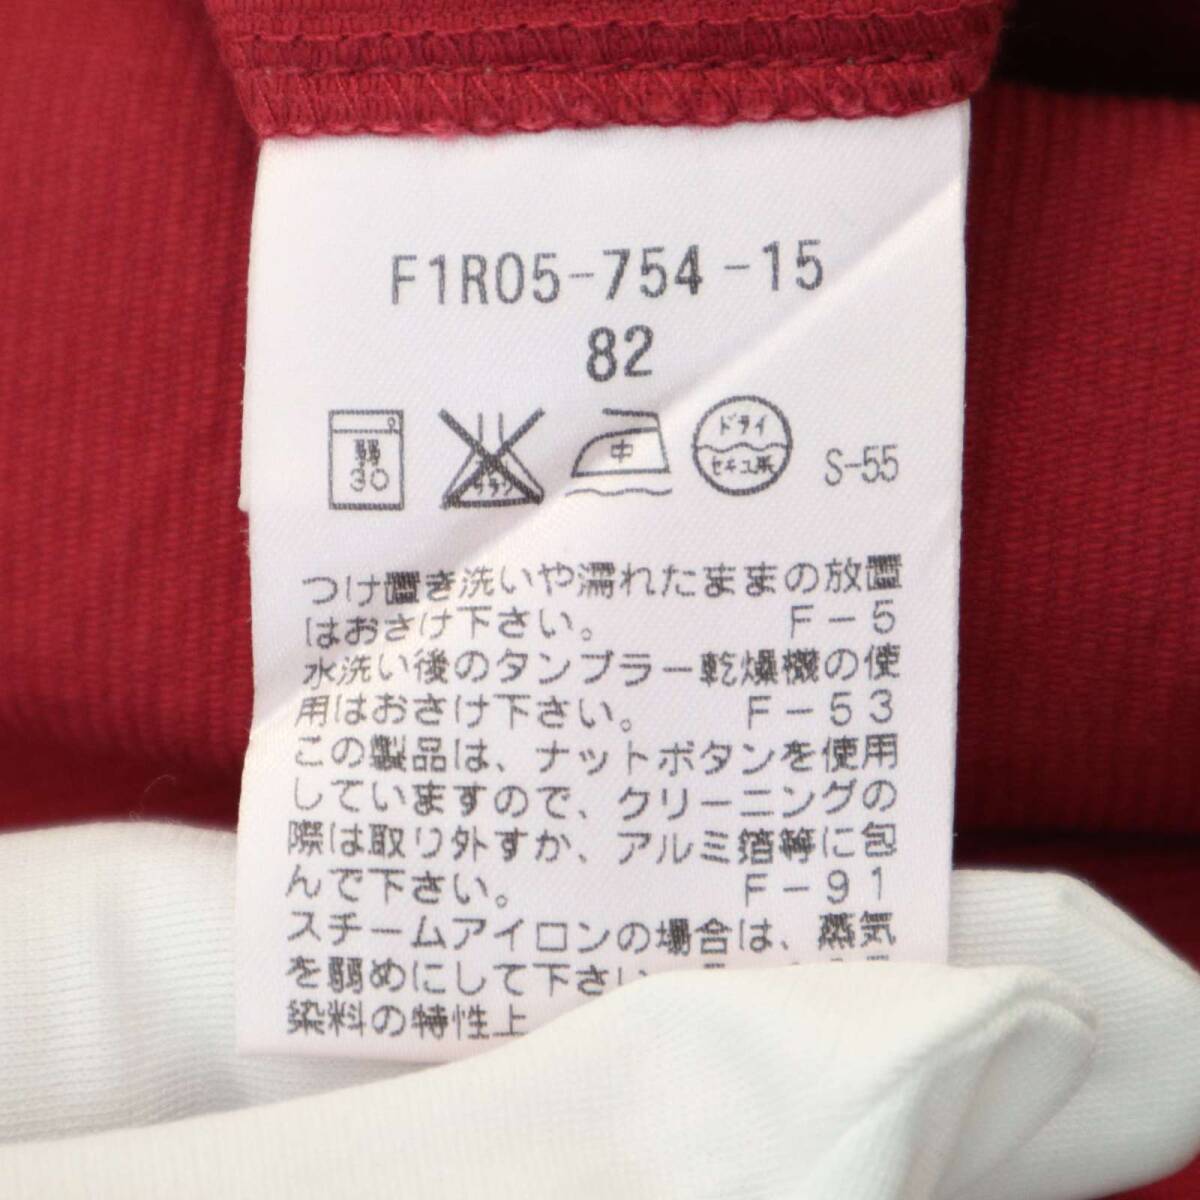 F1R05-754-15
82
弱
30
エンソ
サラシ
中
ドライ
セキユ系
S-55
つけ置き洗いや濡れたままの放置
はおさけ下さい。 F-5
水洗い後のタンブラー乾燥機の使
用はおさけ下さい。 F-53
この製品は、ナットボタンを使用
していますので、クリーニングの
際は取り外すか、アルミ箔等に包
んで下さい。 F-91
スチームアイロンの場合は、蒸気
を弱めにして下さい
染料の特性上